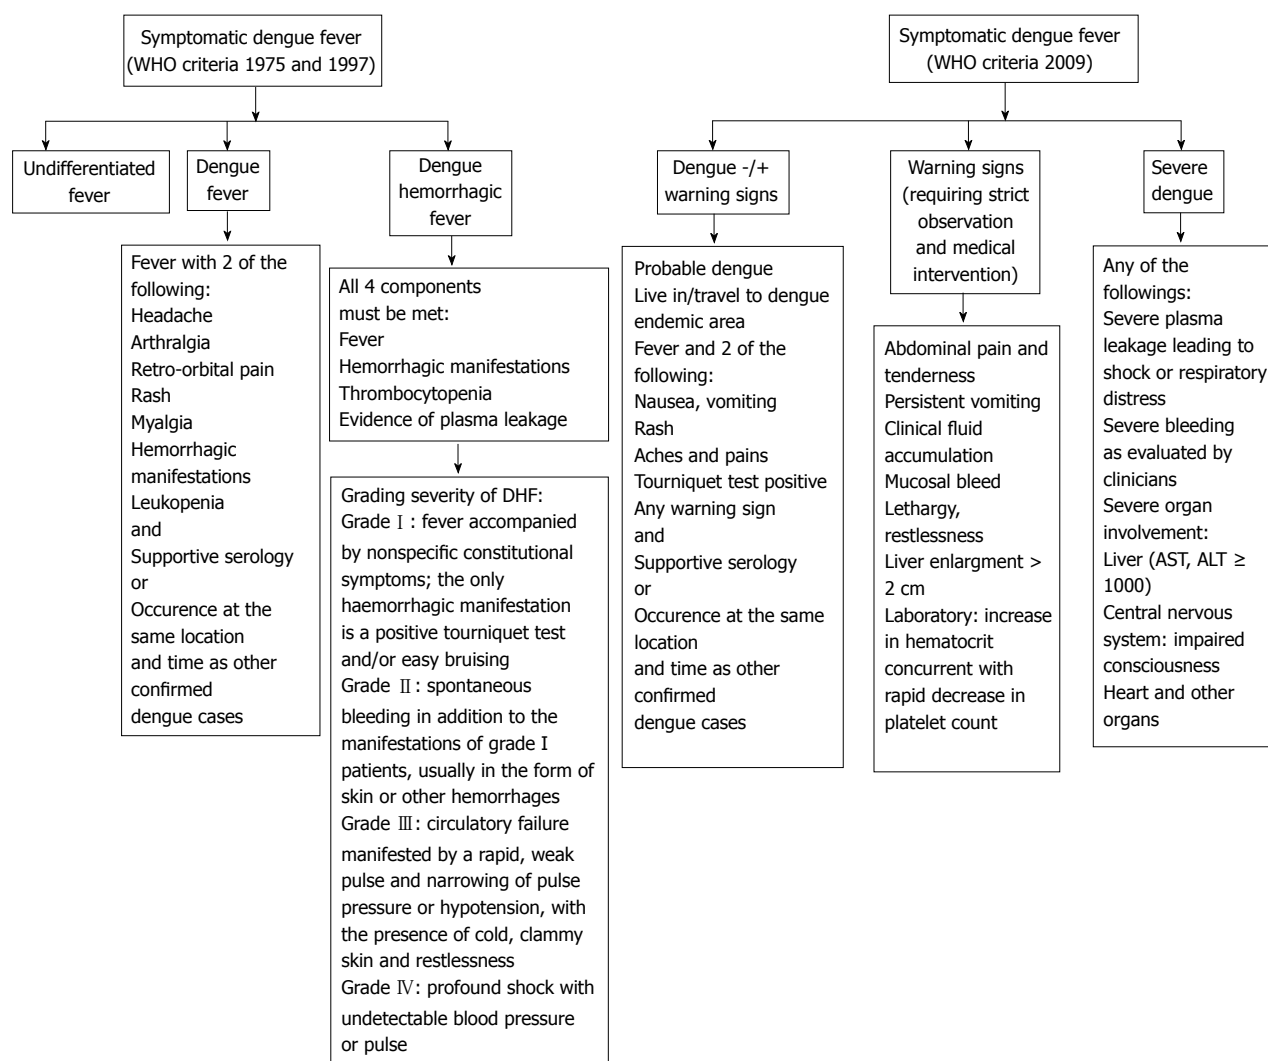 Symptomatic dengue fever
(WHO criteria 1975 and 1997)
Undifferentiated
fever
Dengue
fever
Dengue
hemorrhagic
fever
Fever with 2 of the
following:
Headache
Arthralgia
Retro-orbital pain
Rash
Myalgia
Hemorrhagic
manifestations
Leukopenia
and
Supportive serology
or
Occurence at the
same location
and time as other
confirmed
dengue cases
All 4 components
must be met:
Fever
Hemorrhagic manifestations
Thrombocytopenia
Evidence of plasma leakage
Grading severity of DHF:
Grade Ⅰ: fever accompanied
by nonspecific constitutional
symptoms; the only
haemorrhagic manifestation
is a positive tourniquet test
and/or easy bruising
Grade Ⅱ: spontaneous
bleeding in addition to the
manifestations of grade I
patients, usually in the form of
skin or other hemorrhages
Grade Ⅲ: circulatory failure
manifested by a rapid, weak
pulse and narrowing of pulse
pressure or hypotension, with
the presence of cold, clammy
skin and restlessness
Grade Ⅳ: profound shock with
undetectable blood pressure
or pulse
Symptomatic dengue fever
(WHO criteria 2009)
Dengue -/+
warning signs
Warning signs
(requiring strict
observation
and medical
intervention)
Severe
dengue
Probable dengue
Live in/travel to dengue
endemic area
Fever and 2 of the
following:
Nausea, vomiting
Rash
Aches and pains
Tourniquet test positive
Any warning sign
and
Supportive serology
or
Occurence at the same
location
and time as other
confirmed
dengue cases
Abdominal pain and
tenderness
Persistent vomiting
Clinical fluid
accumulation
Mucosal bleed
Lethargy,
restlessness
Liver enlargment >
2 cm
Laboratory: increase
in hematocrit
concurrent with
rapid decrease in
platelet count
Any of the
followings:
Severe plasma
leakage leading to
shock or respiratory
distress
Severe bleeding
as evaluated by
clinicians
Severe organ
involvement:
Liver (AST, ALT ≥
1000)
Central nervous
system: impaired
consciousness
Heart and other
organs